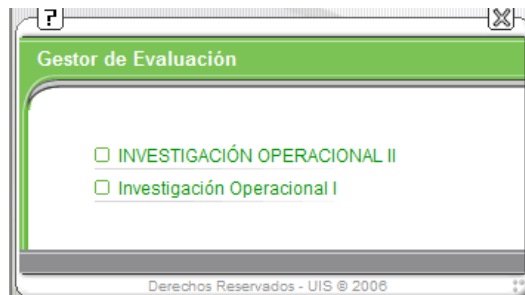 ?
Gestor de Evaluación
INVESTIGACIÓN OPERACIONAL II
Investigación Operacional I
Derechos Reservados - UIS © 2006